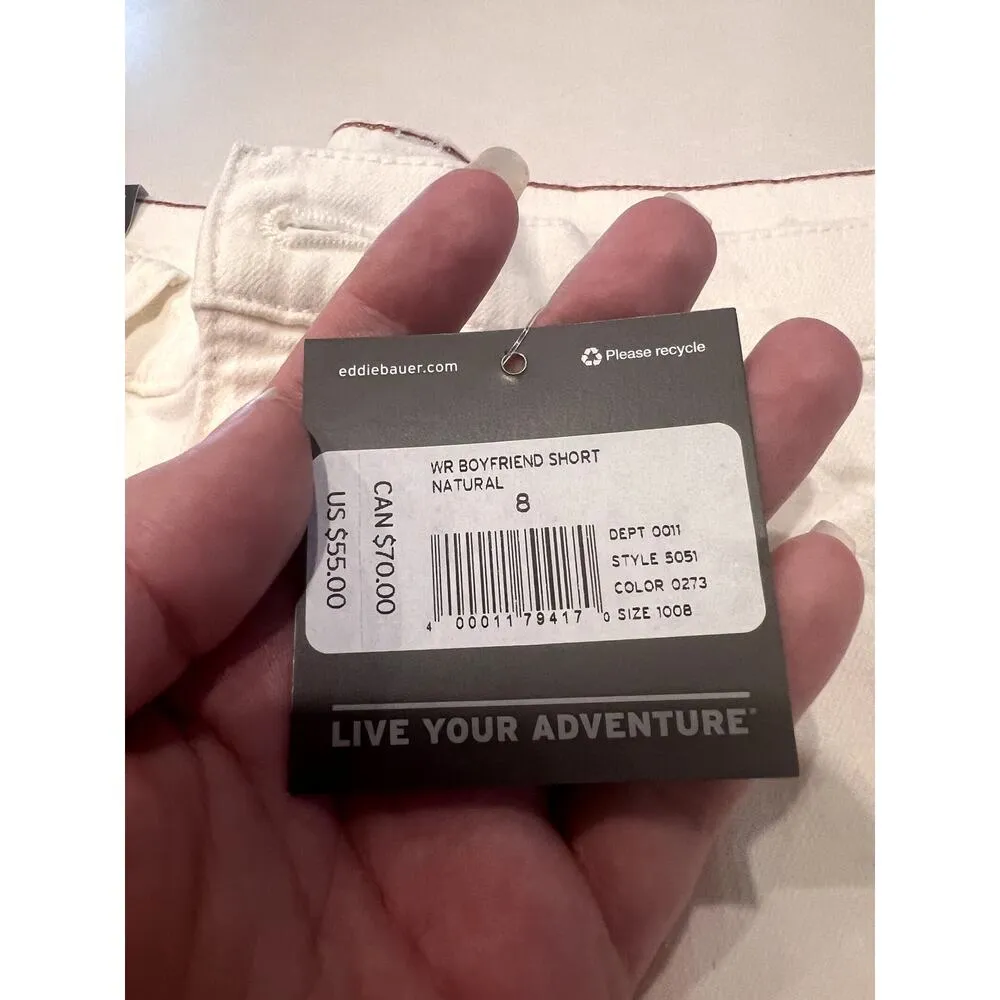 eddiebauer.com
Please recycle
WR BOYFRIEND SHORT
NATURAL
8
CAN $70.00
US $55.00
DEPT 0011
STYLE 5051
COLOR 0273
SIZE 1008
4 00011 79417 0
LIVE YOUR ADVENTURE®